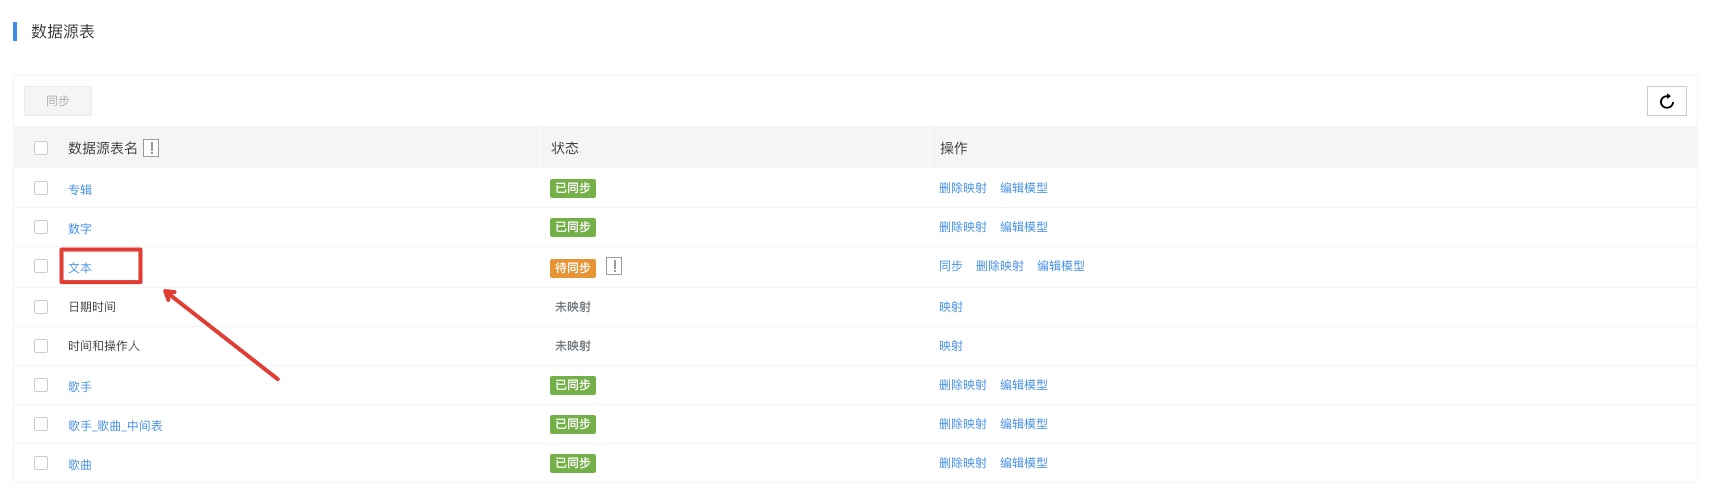 数据源表
同步
数据源表名 状态 操作
专辑 已同步 删除映射 编辑模型
数字 已同步 删除映射 编辑模型
文本 待同步 同步 删除映射 编辑模型
日期时间 未映射 映射
时间和操作人 未映射 映射
歌手 已同步 删除映射 编辑模型
歌手_歌曲_中间表 已同步 删除映射 编辑模型
歌曲 已同步 删除映射 编辑模型